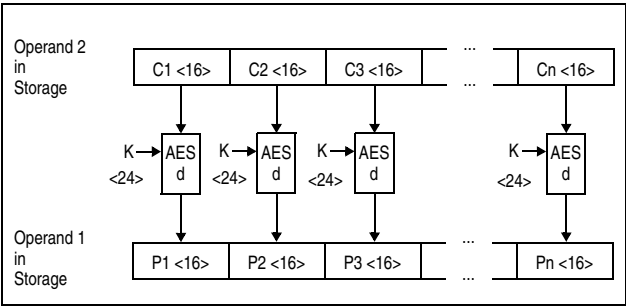 Operand 2
in
Storage
C1 <16> C2 <16> C3 <16> ... ... Cn <16>
K AES d <24> K AES d <24> K AES d <24> K AES d <24>
Operand 1
in
Storage
P1 <16> P2 <16> P3 <16> ... ... Pn <16>